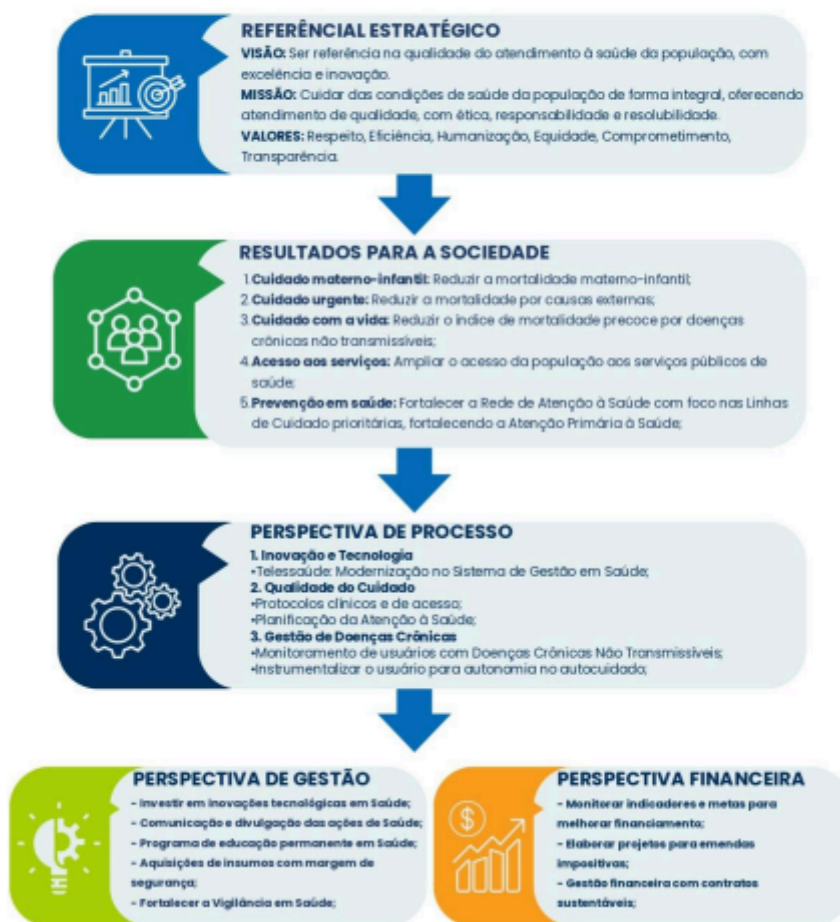 REFERÊNCIAL ESTRATÉGICO
VISÃO: Ser referência na qualidade do atendimento à saúde da população, com
excelência e inovação.
MISSÃO: Cuidar das condições de saúde da população de forma integral, oferecendo
atendimento de qualidade, com ética, responsabilidade e resolubilidade.
VALORES: Respeito, Eficiência, Humanização, Equidade, Comprometimento,
Transparência.
RESULTADOS PARA A SOCIEDADE
1. Cuidado materno-infantil: Reduzir a mortalidade materno-infantil;
2. Cuidado urgente: Reduzir a mortalidade por causas externas;
3. Cuidado com a vida: Reduzir o índice de mortalidade precoce por doenças
crônicas não transmissíveis;
4. Acesso aos serviços: Ampliar o acesso da população aos serviços públicos de
saúde;
5. Prevenção em saúde: Fortalecer a Rede de Atenção à Saúde com foco nas Linhas
de Cuidado prioritárias, fortalecendo a Atenção Primária à Saúde;
PERSPECTIVA DE PROCESSO
1. Inovação e Tecnologia
•Telessaúde: Modernização no Sistema de Gestão em Saúde;
2. Qualidade do Cuidado
•Protocolos clínicos e de acesso;
•Planificação da Atenção à Saúde;
3. Gestão de Doenças Crônicas
•Monitoramento de usuários com Doenças Crônicas Não Transmissíveis;
•Instrumentalizar o usuário para autonomia no autocuidado;
PERSPECTIVA DE GESTÃO
- Investir em inovações tecnológicas em Saúde;
- Comunicação e divulgação das ações de Saúde;
- Programa de educação permanente em Saúde;
- Aquisições de insumos com margem de
segurança;
- Fortalecer a Vigilância em Saúde;
PERSPECTIVA FINANCEIRA
- Monitorar indicadores e metas para
melhorar financiamento;
- Elaborar projetos para emendas
impositivas;
- Gestão financeira com contratos
sustentáveis;
$